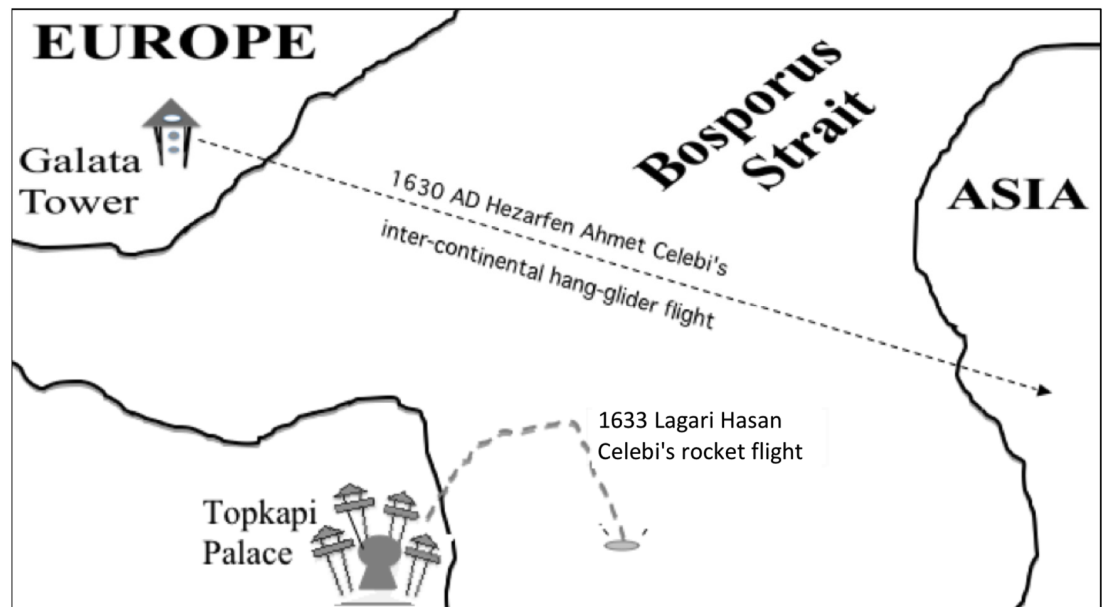 EUROPE
Galata
Tower
Bosporus
Strait
ASIA
1630 AD Hezarfen Ahmet Celebi's
inter-continental hang-glider flight
1633 Lagari Hasan
Celebi's rocket flight
Topkapi
Palace